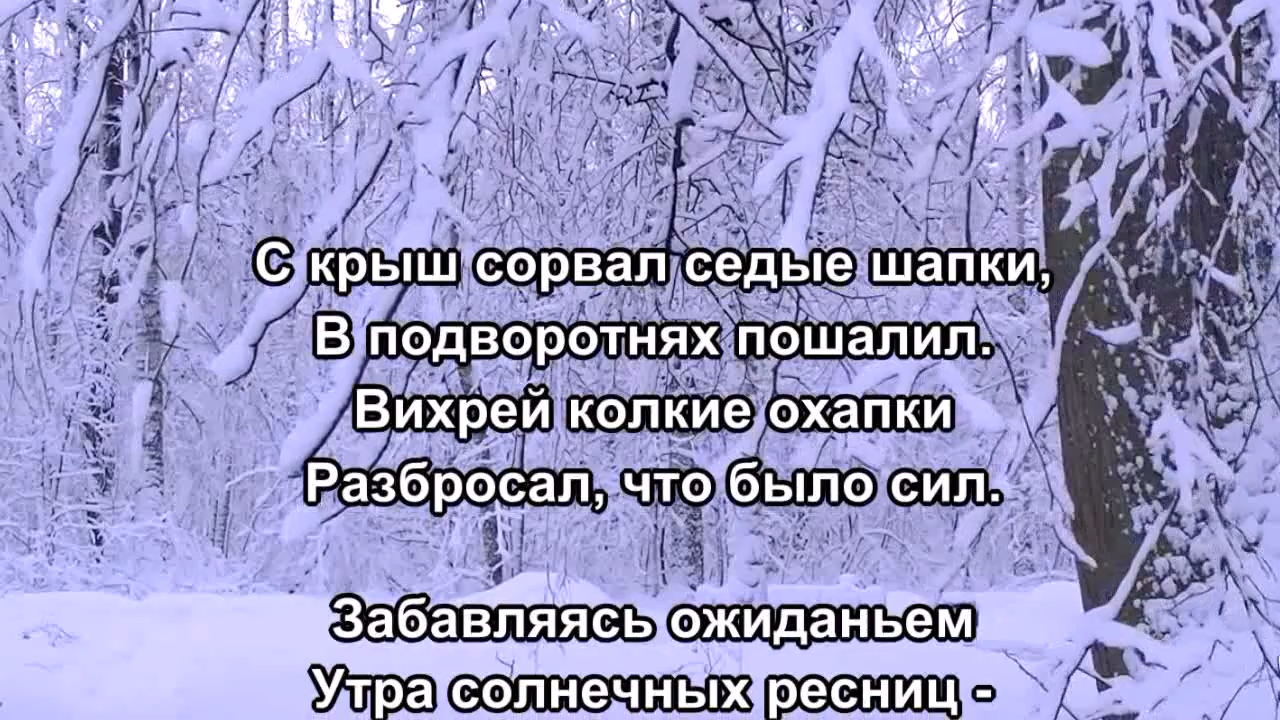 С крыш сорвал седые шапки,
В подворотнях пошалил.
Вихрей колкие охапки
Разбросал, что было сил.
Забавляясь ожиданьем
Утра солнечных ресниц -